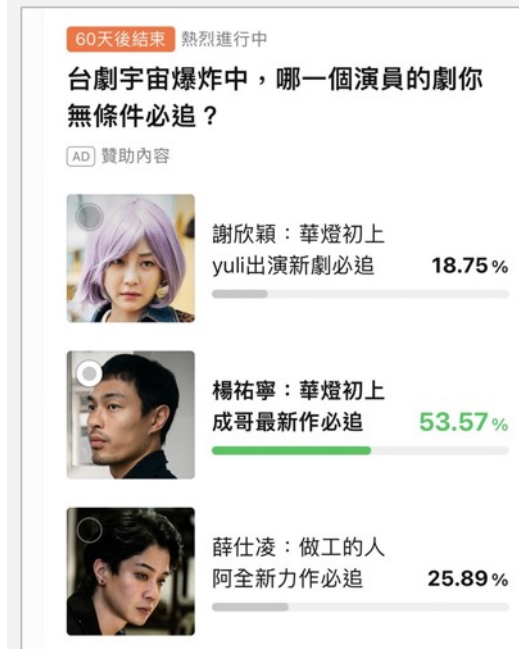 60天後結束 熱烈進行中
台劇宇宙爆炸中，哪一個演員的劇你
無條件必追？
AD 贊助內容
謝欣穎：華燈初上
yuli出演新劇必追 18.75%
楊祐寧：華燈初上
成哥最新作必追 53.57%
薛仕凌：做工的人
阿全新力作必追 25.89%